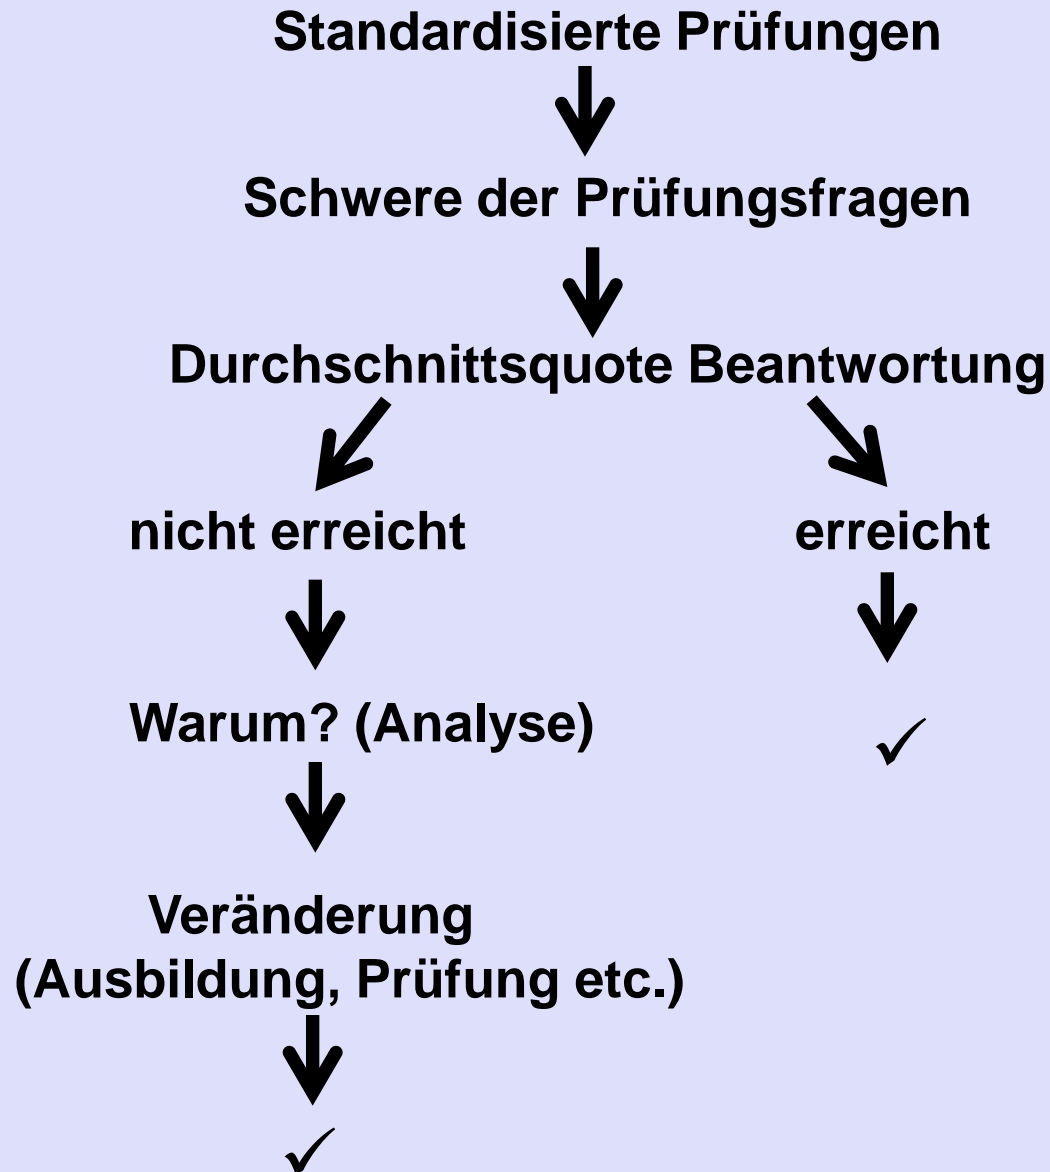 Standardisierte Prüfungen
Schwere der Prüfungsfragen
Durchschnittsquote Beantwortung
nicht erreicht
erreicht
Warum? (Analyse)
✓
Veränderung
(Ausbildung, Prüfung etc.)
✓